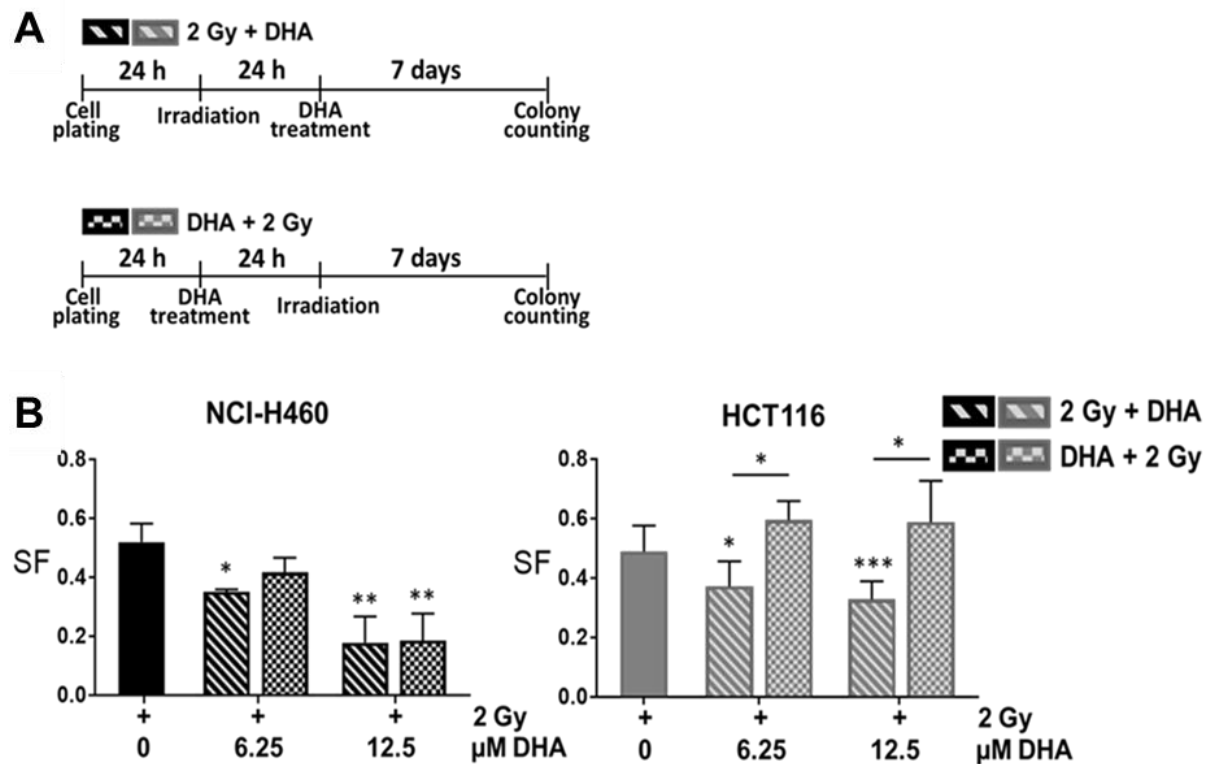 A
2 Gy + DHA
24 h 24 h 7 days
Cell plating Irradiation DHA treatment Colony counting
DHA + 2 Gy
24 h 24 h 7 days
Cell plating DHA treatment Irradiation Colony counting
B
NCI-H460
0.8
0.6
SF
0.4
0.2
0.0
*
**
**
+ + + 2 Gy
0 6.25 12.5 µM DHA
HCT116
0.8
0.6
SF
0.4
0.2
0.0
*
*
*
***
+ + + 2 Gy
0 6.25 12.5 µM DHA
2 Gy + DHA
DHA + 2 Gy